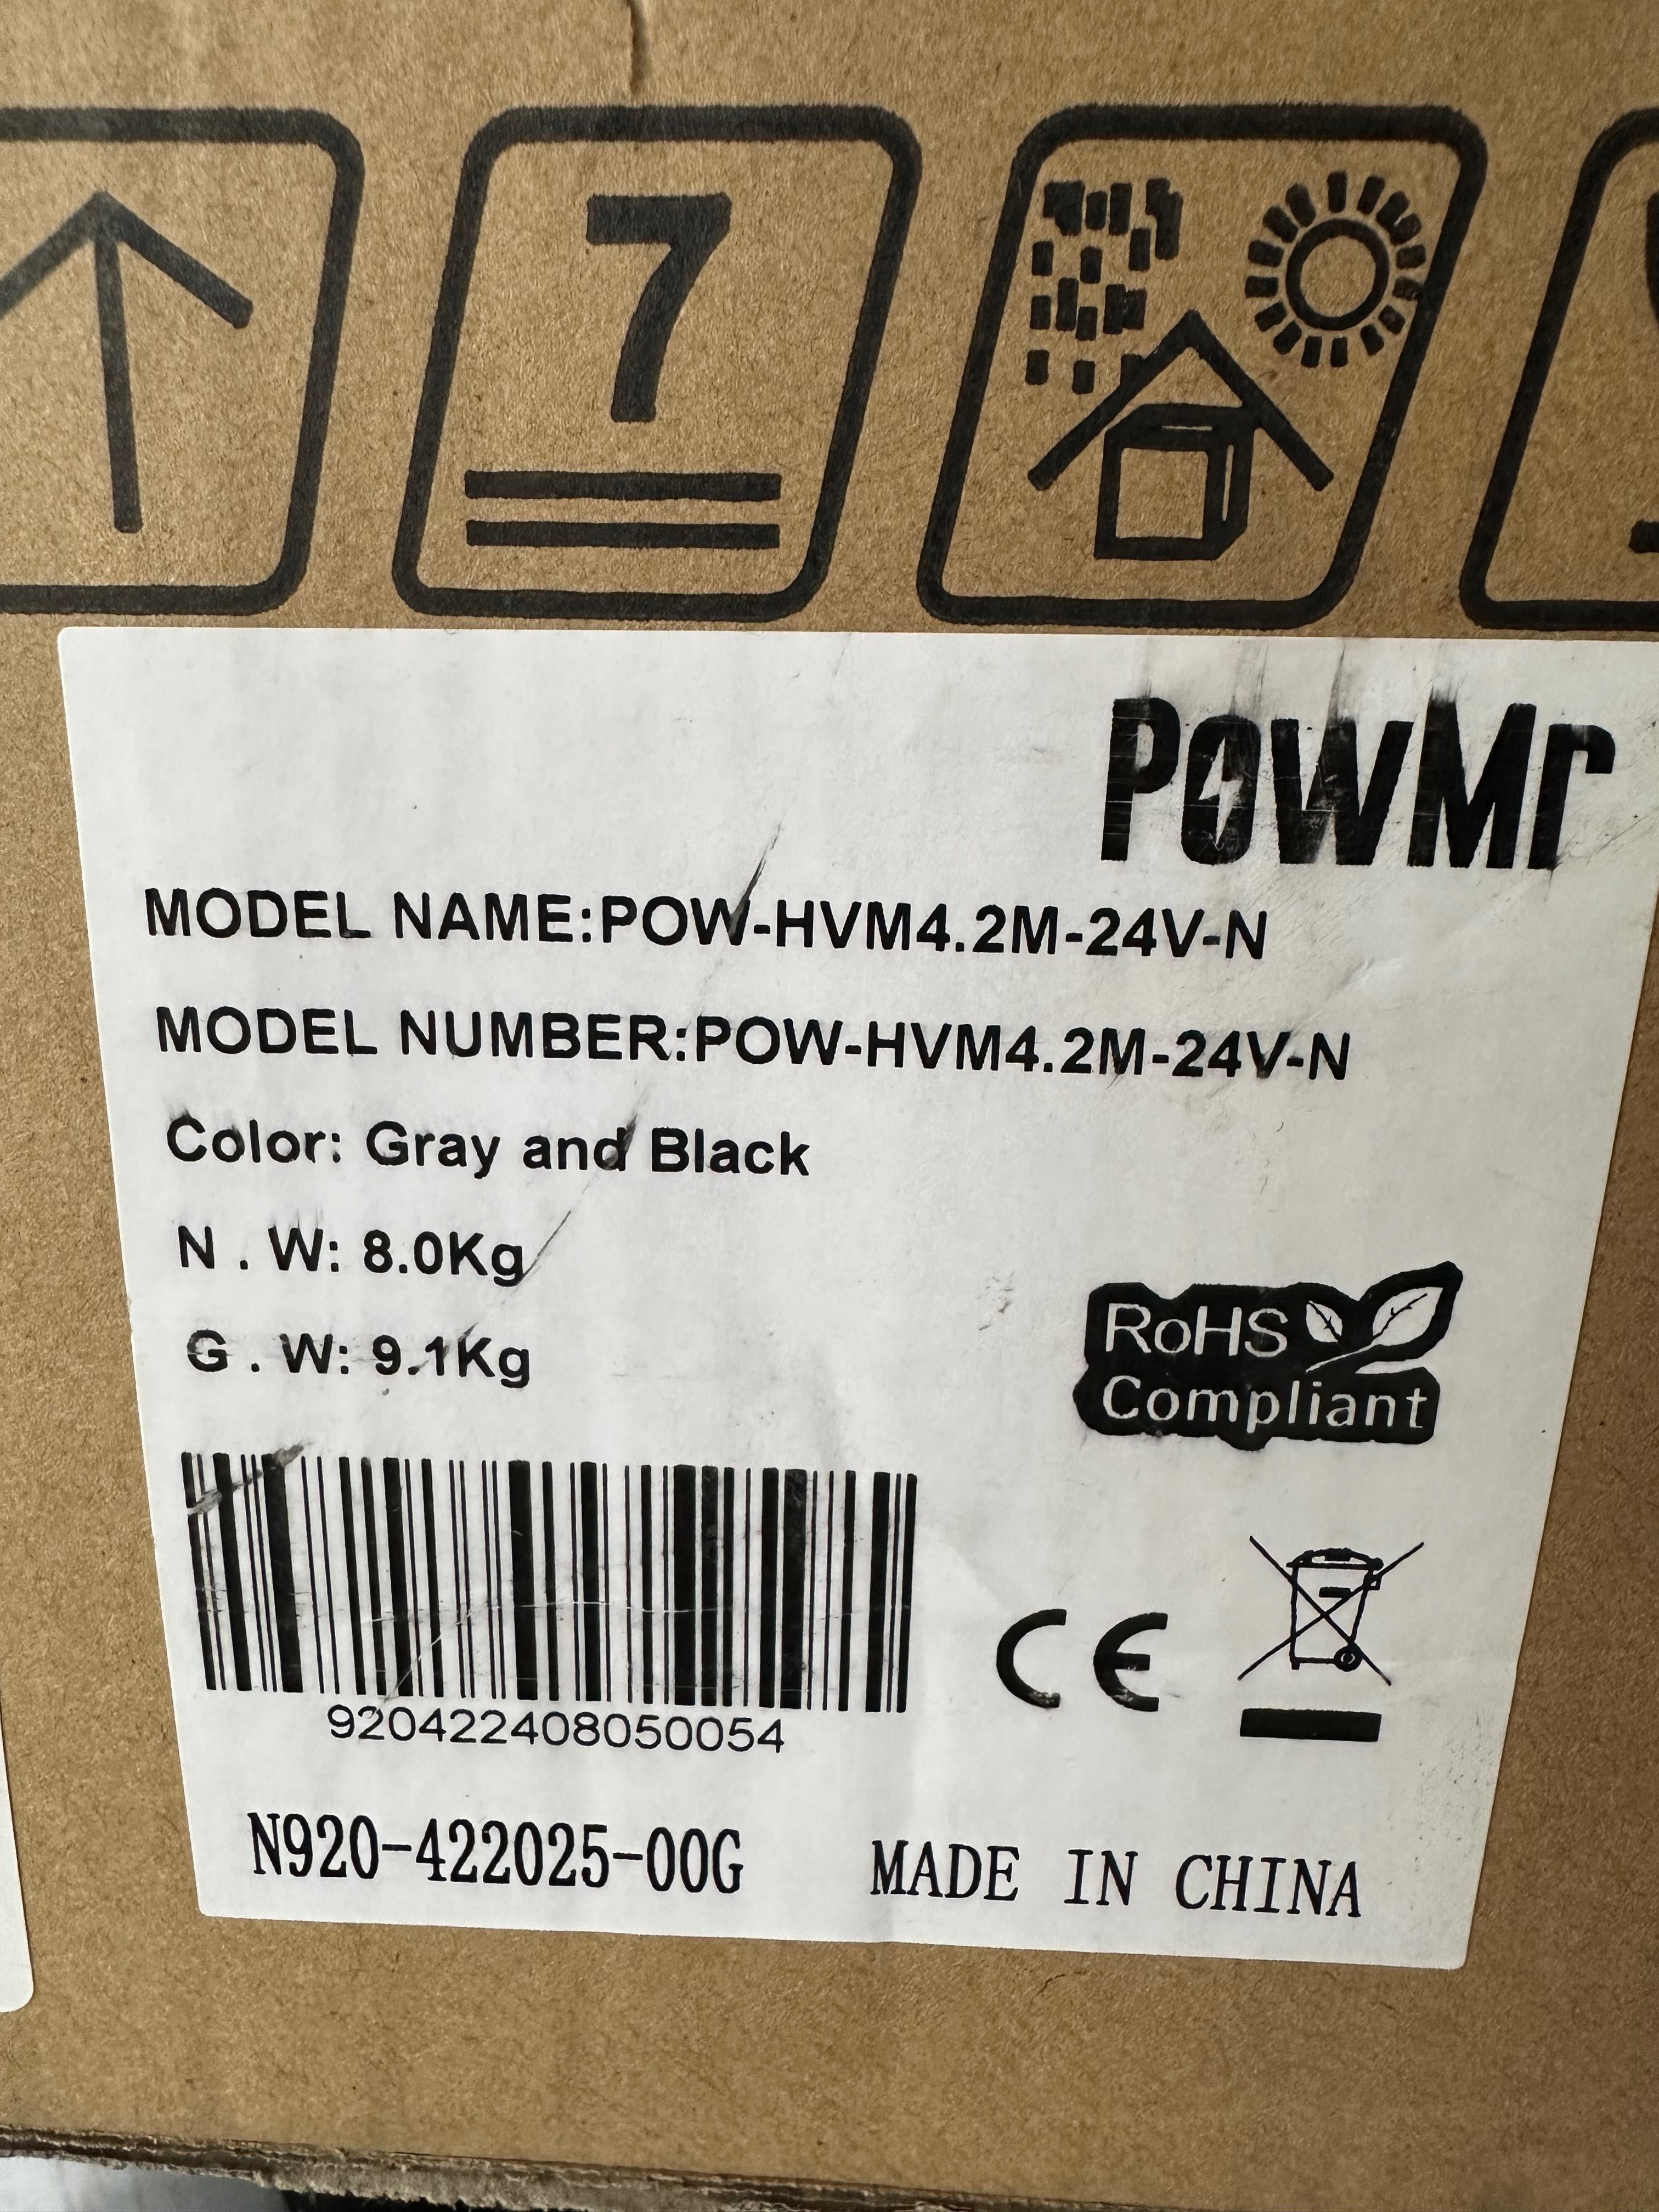 7
POWMr
MODEL NAME:POW-HVM4.2M-24V-N
MODEL NUMBER:POW-HVM4.2M-24V-N
Color: Gray and Black
N . W: 8.0Kg
G . W: 9.1Kg
RoHS
Compliant
920422408050054
CE
N920-422025-00G MADE IN CHINA